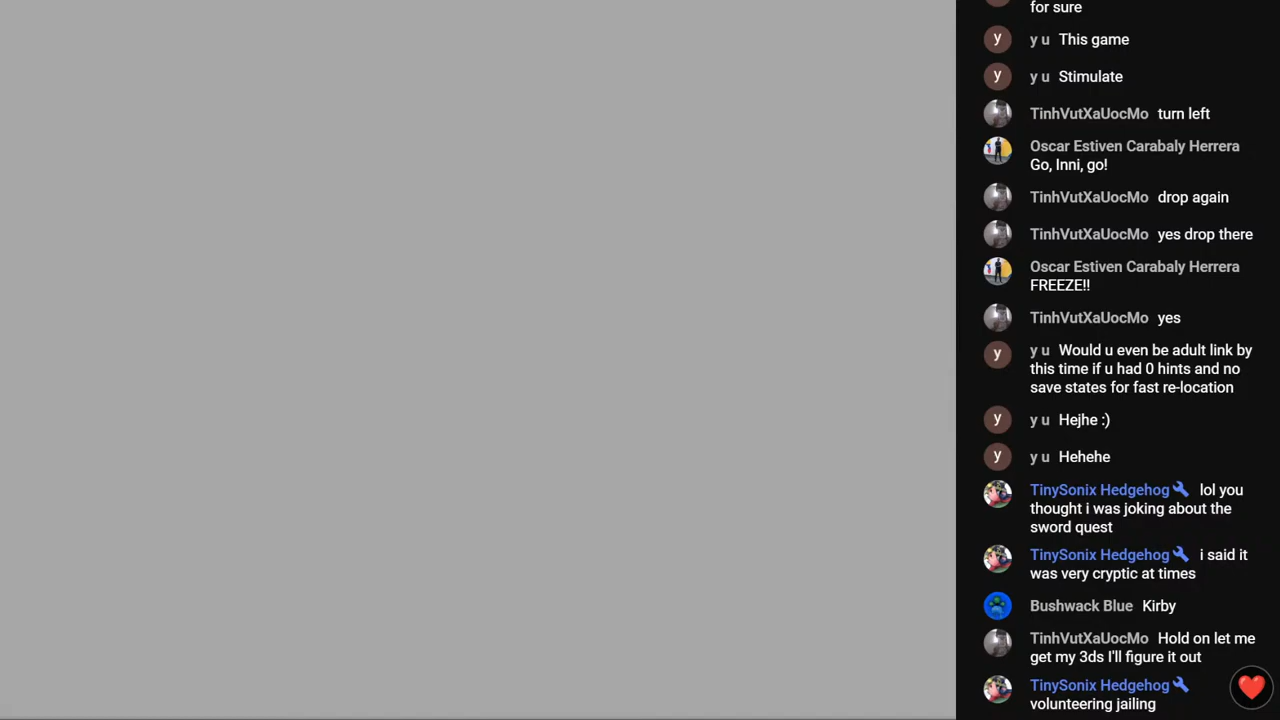 for sure
y y u This game
y y u Stimulate
TinhVutXaUocMo turn left
Oscar Estiven Carabaly Herrera
Go, Inni, go!
TinhVutXaUocMo drop again
TinhVutXaUocMo yes drop there
Oscar Estiven Carabaly Herrera
FREEZE!!
TinhVutXaUocMo yes
y y u Would u even be adult link by
this time if u had 0 hints and no
save states for fast re-location
y y u Hejhe :)
y y u Hehehe
TinySonix Hedgehog lol you
thought i was joking about the
sword quest
TinySonix Hedgehog i said it
was very cryptic at times
Bushwack Blue Kirby
TinhVutXaUocMo Hold on let me
get my 3ds I'll figure it out
TinySonix Hedgehog
volunteering jailing